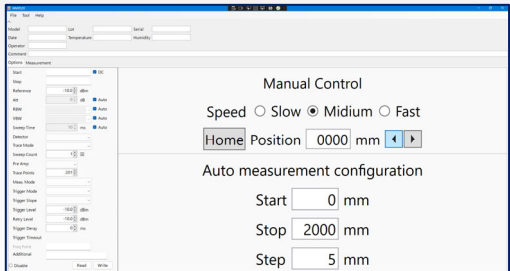 File Tool Help
Model Lot Serial
Date Temperature Humidity
Operator
Comment
Options Measurement
Start DC
Stop
Reference -10.0 dBm
Att 0 dB Auto
RBW Auto
VBW Auto
Sweep Time 10 ms Auto
Detector
Trace Mode
Sweep Count 1
Pre Amp
Trace Points 201
Meas. Mode
Trigger Mode
Trigger Slope
Trigger Level -10.0 dBm
Retry Level -10.0 dBm
Trigger Delay 0 ms
Trigger Timeout
Freq Point
Additional
Disable Read Write
Manual Control
Speed Slow Midium Fast
Home Position 0000 mm
Auto measurement configuration
Start 0 mm
Stop 2000 mm
Step 5 mm